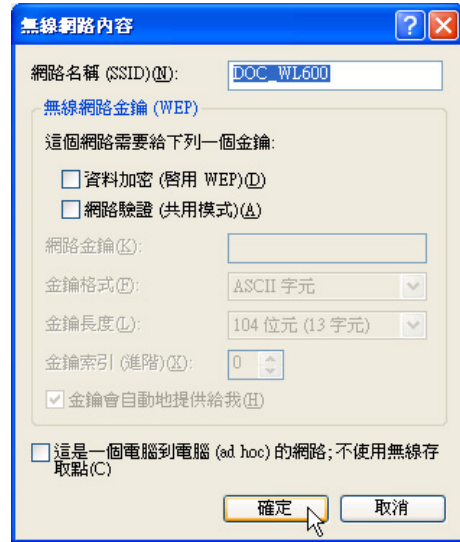 無線網路內容
網路名稱 (SSID)(N):
DOC_WL600
無線網路金鑰 (WEP)
這個網路需要給下列一個金鑰:
資料加密 (啓用 WEP)(D)
網路驗證 (共用模式)(A)
網路金鑰(K):
金鑰格式(F):
ASCII 字元
金鑰長度(L):
104 位元 (13 字元)
金鑰索引 (進階)(X):
0
金鑰會自動地提供給我(H)
這是一個電腦到電腦 (ad hoc) 的網路;不使用無線存
取點(C)
確定
取消